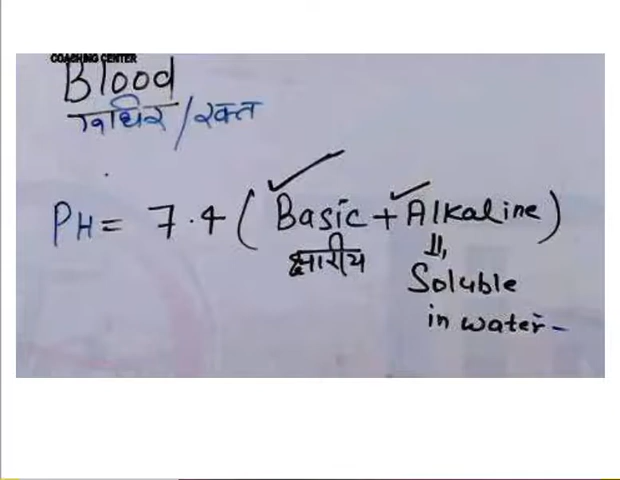 COACHING CENTER
Blood
रूधिर / रक्त
PH = 7.4 ( Basic + Alkaline )
क्षारीय
Soluble
in water -